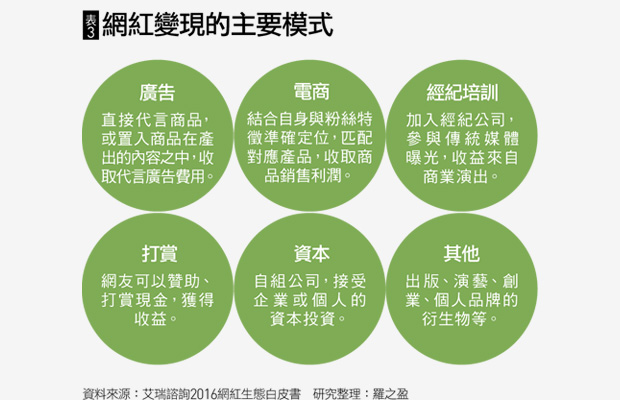 表3 網紅變現的主要模式
廣告
直接代言商品，
或置入商品在產
出的內容之中，收
取代言廣告費用。
電商
結合自身與粉絲特
徵準確定位，匹配
對應產品，收取商
品銷售利潤。
經紀培訓
加入經紀公司，
參與傳統媒體
曝光，收益來自
商業演出。
打賞
網友可以贊助、
打賞現金，獲得
收益。
資本
自組公司，接受
企業或個人的
資本投資。
其他
出版、演藝、創
業、個人品牌的
衍生物等。
資料來源：艾瑞諮詢2016網紅生態白皮書　研究整理：羅之盈